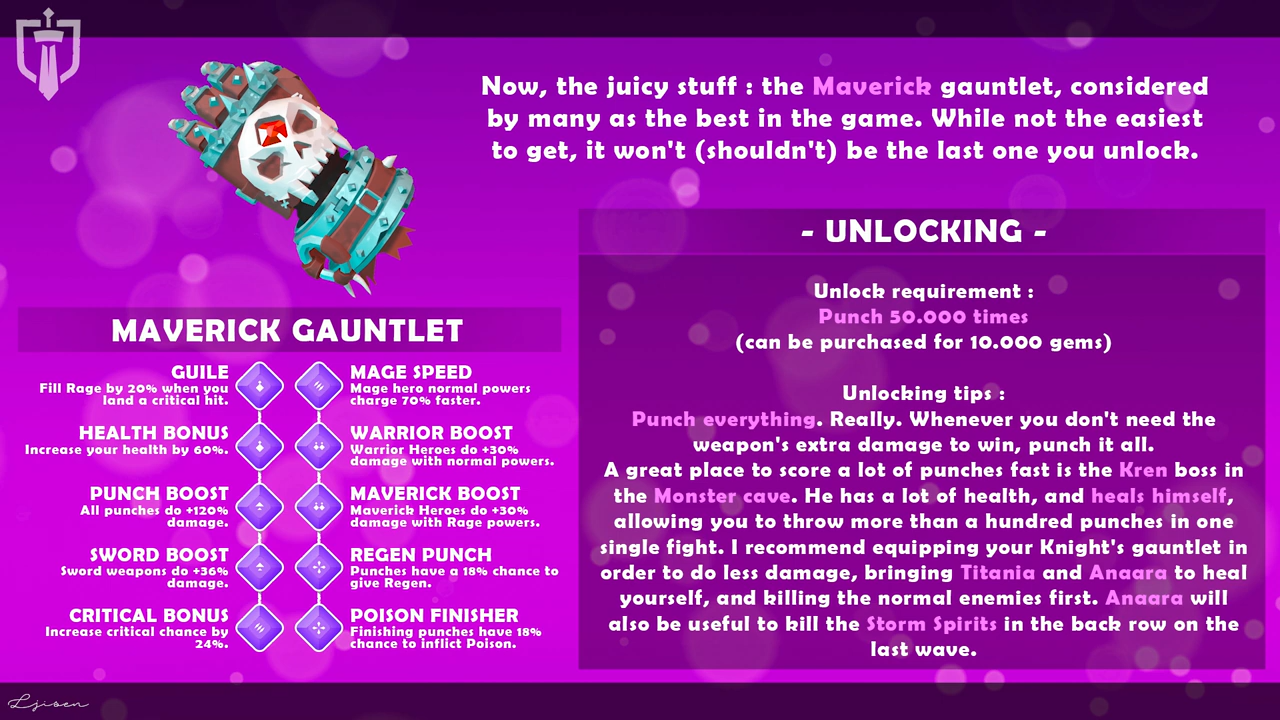 Now, the juicy stuff : the Maverick gauntlet, considered
by many as the best in the game. While not the easiest
to get, it won't (shouldn't) be the last one you unlock.
MAVERICK GAUNTLET
GUILE
Fill Rage by 20% when you
land a critical hit.
HEALTH BONUS
Increase your health by 60%.
PUNCH BOOST
All punches do +120%
damage.
SWORD BOOST
Sword weapons do +36%
damage.
CRITICAL BONUS
Increase critical chance by
24%.
MAGE SPEED
Mage hero normal powers
charge 70% faster.
WARRIOR BOOST
Warrior Heroes do +30%
damage with normal powers.
MAVERICK BOOST
Maverick Heroes do +30%
damage with Rage powers.
REGEN PUNCH
Punches have a 18% chance to
give Regen.
POISON FINISHER
Finishing punches have 18%
chance to inflict Poison.
- UNLOCKING -
Unlock requirement :
Punch 50.000 times
(can be purchased for 10.000 gems)
Unlocking tips :
Punch everything. Really. Whenever you don't need the
weapon's extra damage to win, punch it all.
A great place to score a lot of punches fast is the Kren boss in
the Monster cave. He has a lot of health, and heals himself,
allowing you to throw more than a hundred punches in one
single fight. I recommend equipping your Knight's gauntlet in
order to do less damage, bringing Titania and Anaara to heal
yourself, and killing the normal enemies first. Anaara will
also be useful to kill the Storm Spirits in the back row on the
last wave.